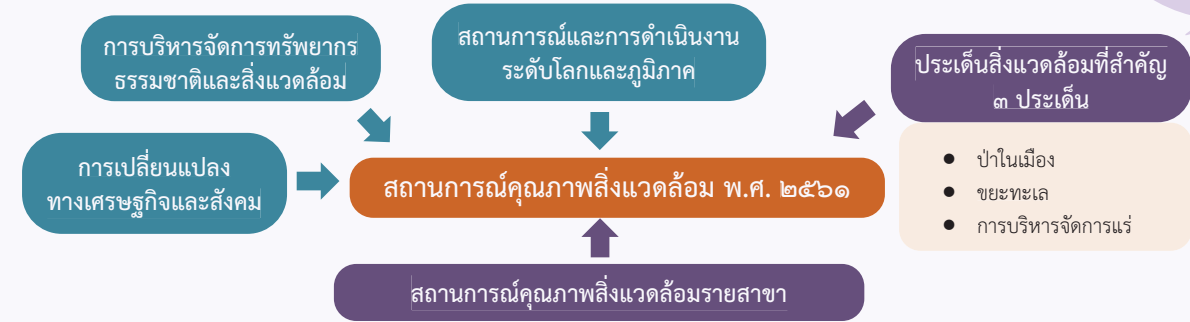 การบริหารจัดการทรัพยากร
ธรรมชาติและสิ่งแวดล้อม
สถานการณ์และการดำเนินงาน
ระดับโลกและภูมิภาค
ประเด็นสิ่งแวดล้อมที่สำคัญ
๓ ประเด็น
การเปลี่ยนแปลง
ทางเศรษฐกิจและสังคม
สถานการณ์คุณภาพสิ่งแวดล้อม พ.ศ. ๒๕๖๑
● ป่าในเมือง
● ขยะทะเล
● การบริหารจัดการแร่
สถานการณ์คุณภาพสิ่งแวดล้อมรายสาขา